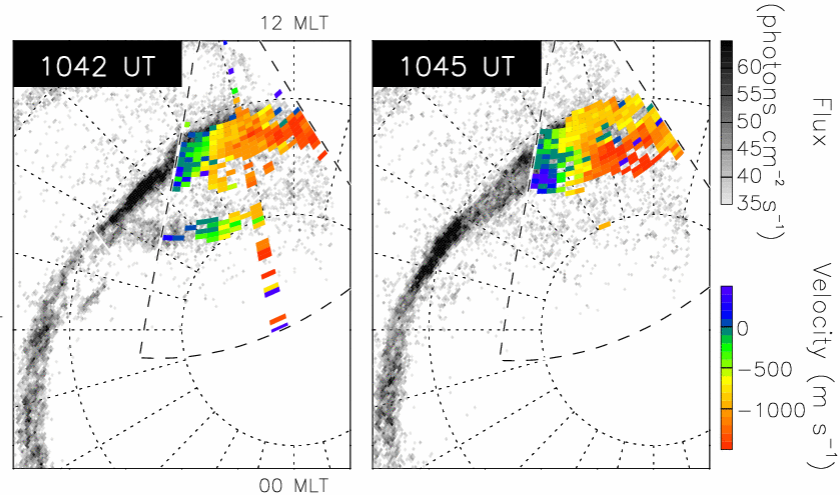 12 MLT
1042 UT
1045 UT
00 MLT
Flux
(photons cm⁻² s⁻¹)
60
55
50
45
40
35
Velocity (m s⁻¹)
0
−500
−1000